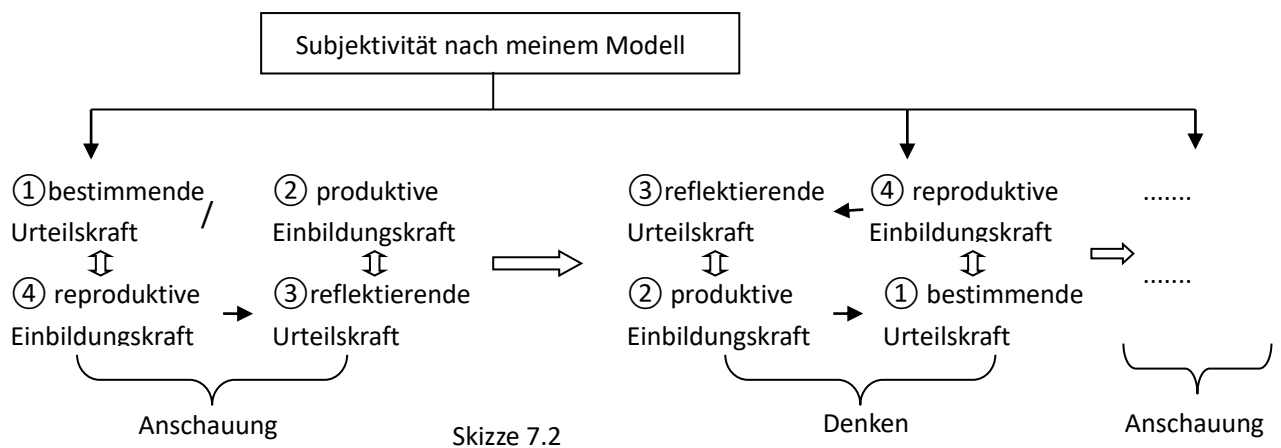 Subjektivität nach meinem Modell
①bestimmende
Urteilskraft
/
② produktive
Einbildungskraft
③reflektierende
Urteilskraft
④ reproduktive
Einbildungskraft
.......
④ reproduktive
Einbildungskraft
③reflektierende
Urteilskraft
② produktive
Einbildungskraft
① bestimmende
Urteilskraft
.......
Anschauung
Denken
Anschauung
Skizze 7.2